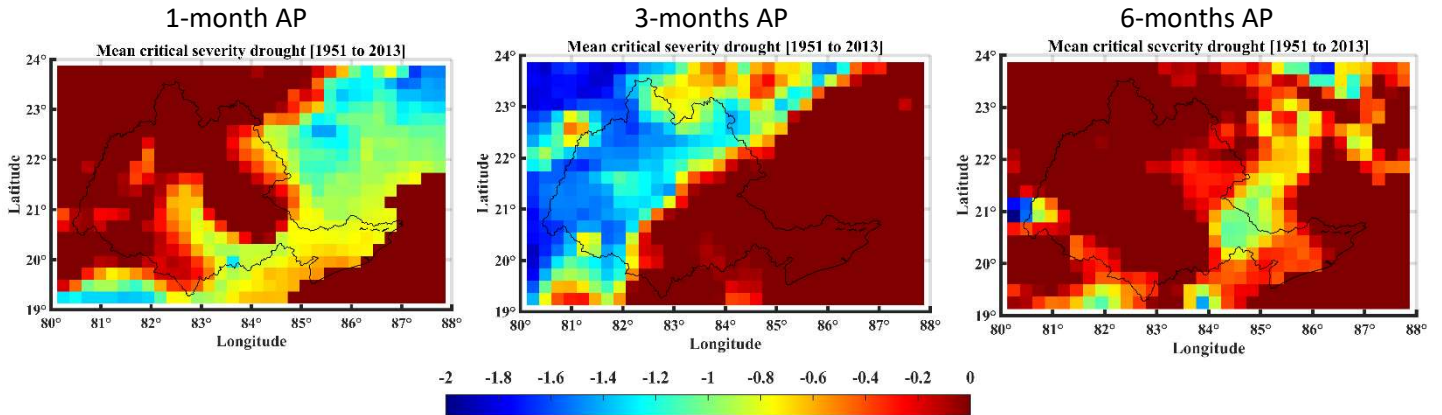 1-month AP
3-months AP
6-months AP
Mean critical severity drought [1951 to 2013]
Mean critical severity drought [1951 to 2013]
Mean critical severity drought [1951 to 2013]
24°
23°
22°
21°
20°
19°
Latitude
80° 81° 82° 83° 84° 85° 86° 87° 88°
Longitude
24°
23°
22°
21°
20°
19°
Latitude
80° 81° 82° 83° 84° 85° 86° 87° 88°
Longitude
24°
23°
22°
21°
20°
19°
Latitude
80° 81° 82° 83° 84° 85° 86° 87° 88°
Longitude
-2 -1.8 -1.6 -1.4 -1.2 -1 -0.8 -0.6 -0.4 -0.2 0